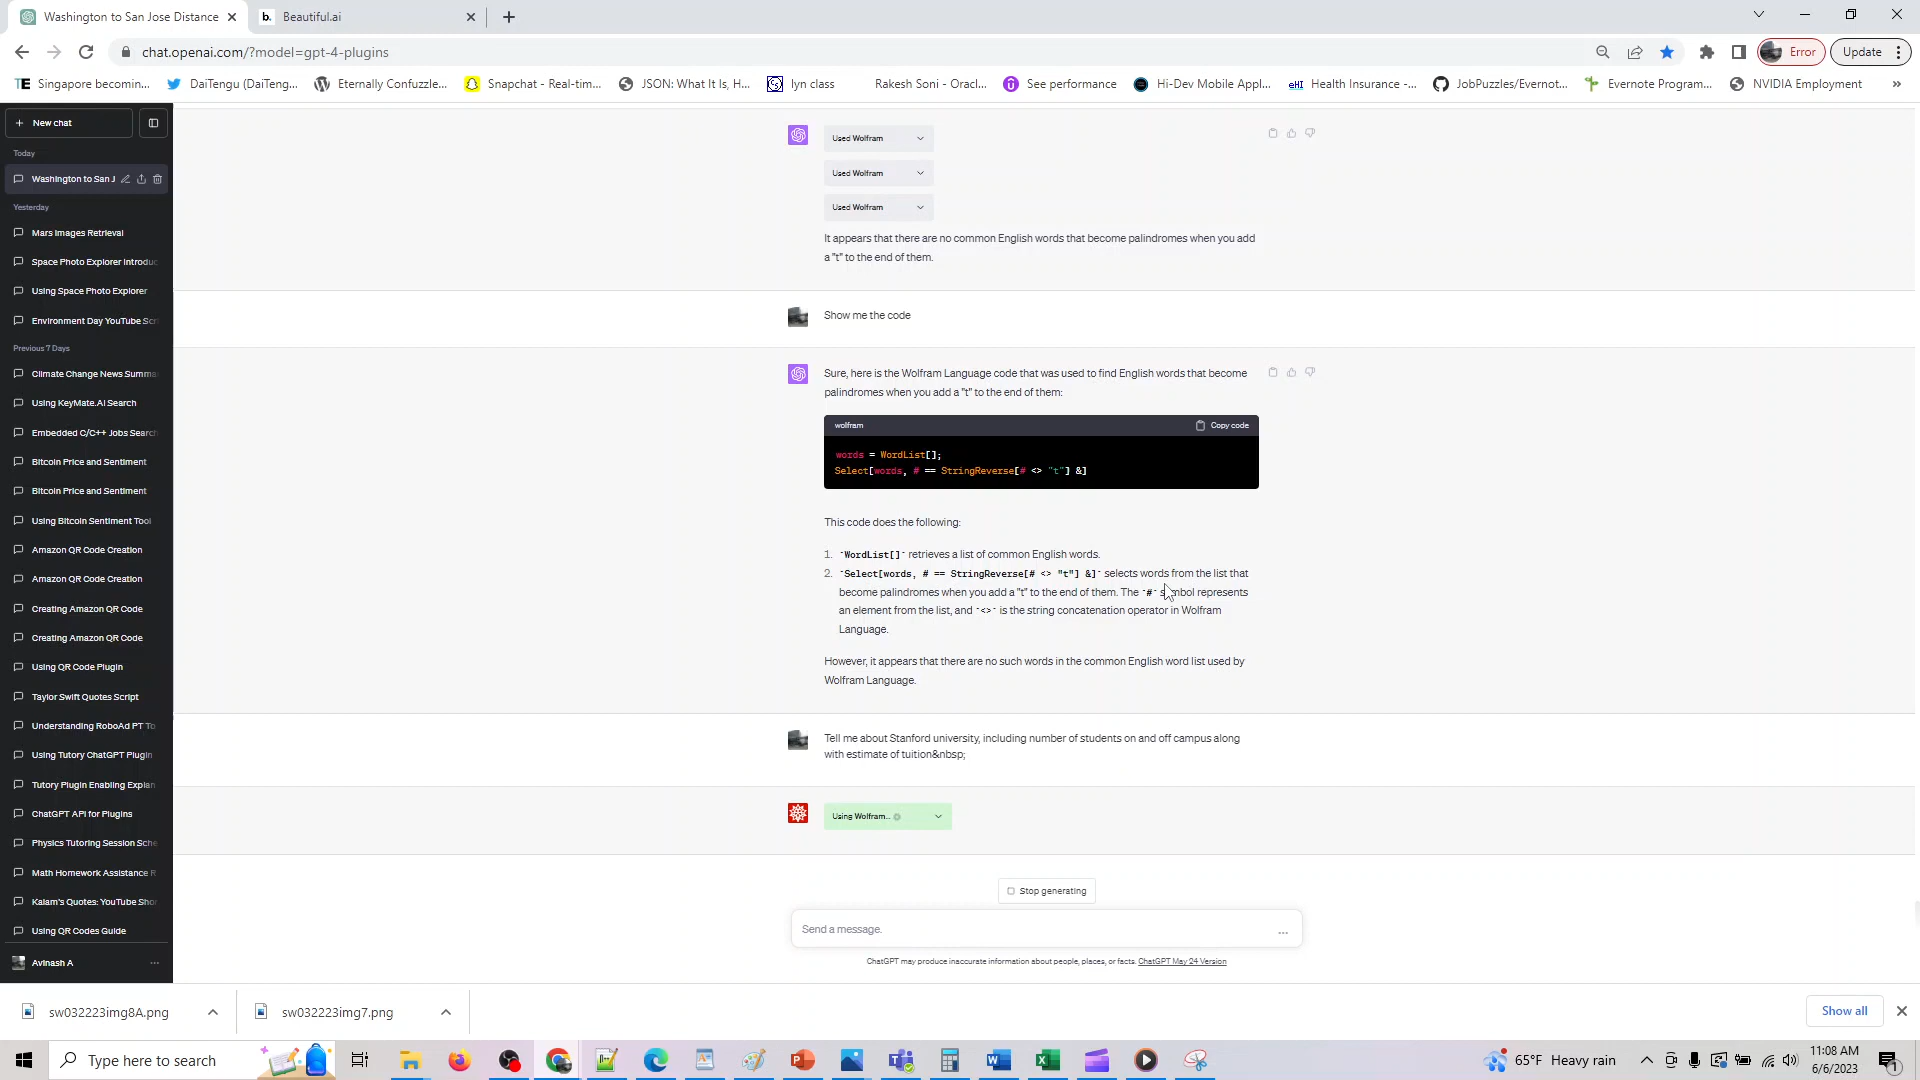 Washington to San Jose Distance
Beautiful.ai
chat.openai.com/?model=gpt-4-plugins
Error
Update
Singapore becomin...
DaiTengu (DaiTeng...
Eternally Confuzzle...
Snapchat - Real-tim...
JSON: What It Is, H...
lyn class
Rakesh Soni - Oracl...
See performance
Hi-Dev Mobile Appl...
Health Insurance -...
JobPuzzles/Evernot...
Evernote Program...
NVIDIA Employment
New chat
Today
Washington to San J
Yesterday
Mars Images Retrieval
Space Photo Explorer Introduc
Using Space Photo Explorer
Environment Day YouTube Scri
Previous 7 Days
Climate Change News Summa
Using KeyMate.AI Search
Embedded C/C++ Jobs Search
Bitcoin Price and Sentiment
Bitcoin Price and Sentiment
Using Bitcoin Sentiment Tool
Amazon QR Code Creation
Amazon QR Code Creation
Creating Amazon QR Code
Creating Amazon QR Code
Using QR Code Plugin
Taylor Swift Quotes Script
Understanding RoboAd PT To
Using Tutory ChatGPT Plugin
Tutory Plugin Enabling Explan
ChatGPT API for Plugins
Physics Tutoring Session Sche
Math Homework Assistance R
Kalam's Quotes: YouTube Shor
Using QR Codes Guide
Avinash A
Used Wolfram
Used Wolfram
Used Wolfram
It appears that there are no common English words that become palindromes when you add
a "t" to the end of them.
Show me the code
Sure, here is the Wolfram Language code that was used to find English words that become
palindromes when you add a "t" to the end of them:
wolfram
Copy code
words = WordList[];
Select[words, # == StringReverse[# <> "t"] &]
This code does the following:
1. `WordList[]` retrieves a list of common English words.
2. `Select[words, # == StringReverse[# <> "t"] &]` selects words from the list that
become palindromes when you add a "t" to the end of them. The `#` symbol represents
an element from the list, and `<>` is the string concatenation operator in Wolfram
Language.
However, it appears that there are no such words in the common English word list used by
Wolfram Language.
Tell me about Stanford university, including number of students on and off campus along
with estimate of tuition&nbsp;
Using Wolfram...
Stop generating
Send a message.
ChatGPT may produce inaccurate information about people, places, or facts. ChatGPT May 24 Version
sw032223img8A.png
sw032223img7.png
Show all
Type here to search
65°F Heavy rain
11:08 AM
6/6/2023